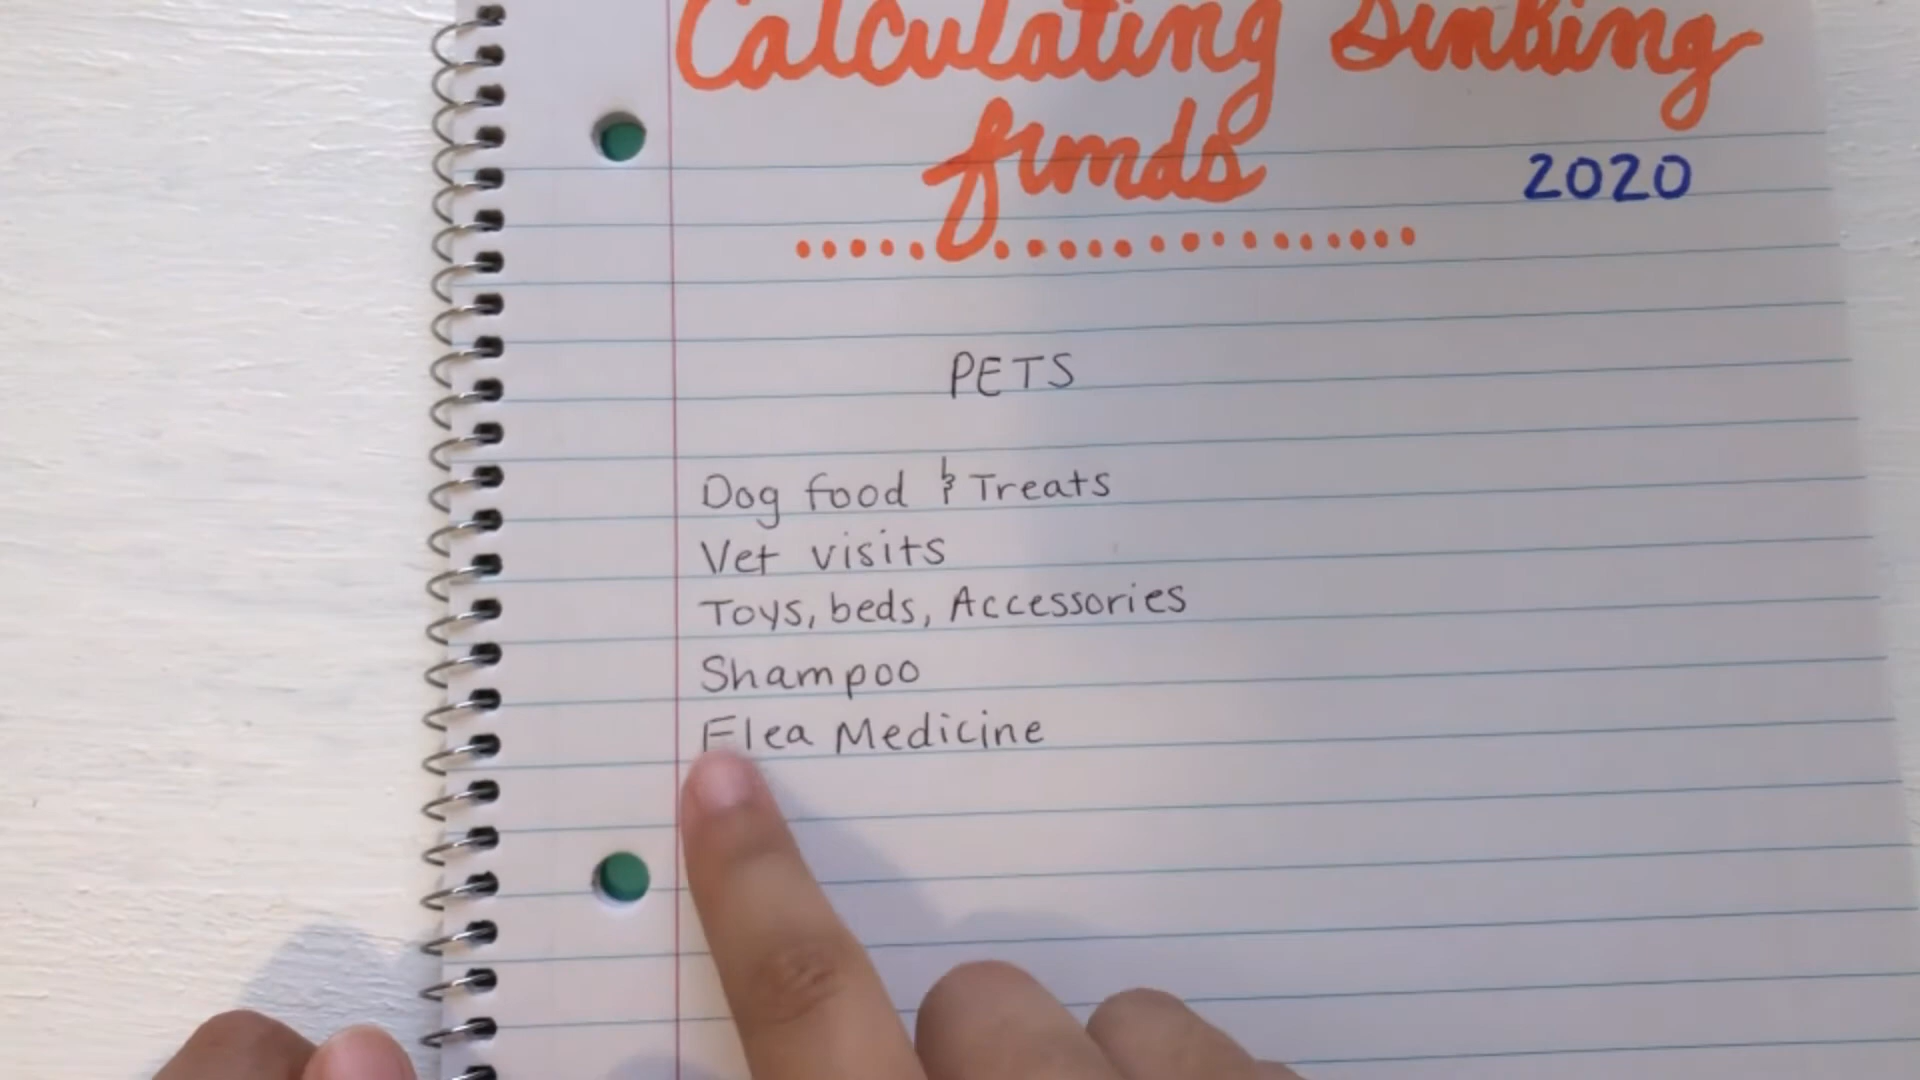 Calculating Sinking
funds
2020
PETS
Dog food & Treats
Vet visits
Toys, beds, Accessories
Shampoo
Flea Medicine